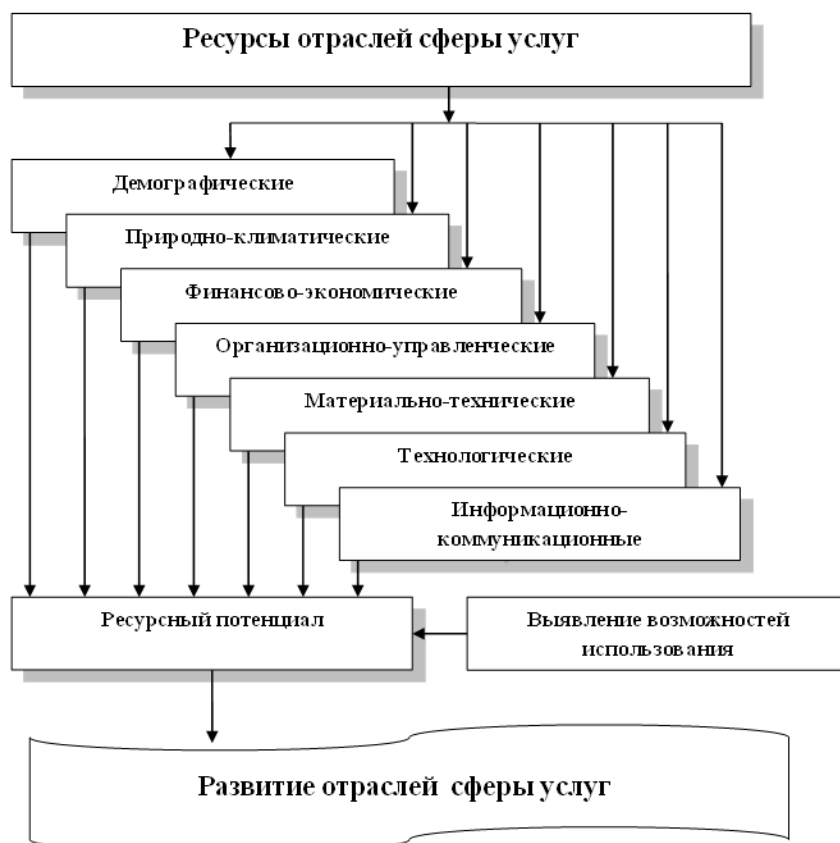 Ресурсы отраслей сферы услуг
Демографические
Природно-климатические
Финансово-экономические
Организационно-управленческие
Материально-технические
Технологические
Информационно-
коммуникационные
Ресурсный потенциал
Выявление возможностей
использования
Развитие отраслей сферы услуг